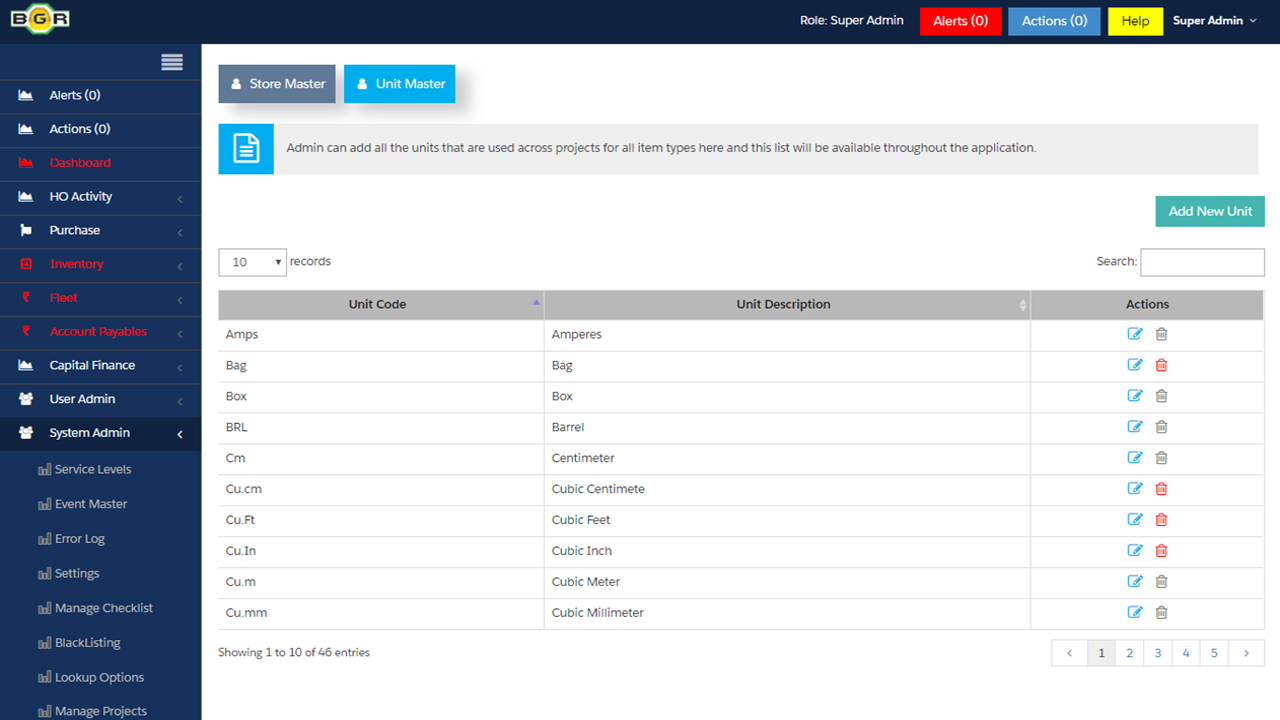 BGR
Role: Super Admin
Alerts (0)
Actions (0)
Help
Super Admin
Alerts (0)
Actions (0)
Dashboard
HO Activity
Purchase
Inventory
Fleet
Account Payables
Capital Finance
User Admin
System Admin
Service Levels
Event Master
Error Log
Settings
Manage Checklist
BlackListing
Lookup Options
Manage Projects
Store Master
Unit Master
Admin can add all the units that are used across projects for all item types here and this list will be available throughout the application.
Add New Unit
10 records
Search:
Unit Code Unit Description Actions
Amps Amperes
Bag Bag
Box Box
BRL Barrel
Cm Centimeter
Cu.cm Cubic Centimete
Cu.Ft Cubic Feet
Cu.In Cubic Inch
Cu.m Cubic Meter
Cu.mm Cubic Millimeter
Showing 1 to 10 of 46 entries
< 1 2 3 4 5 >